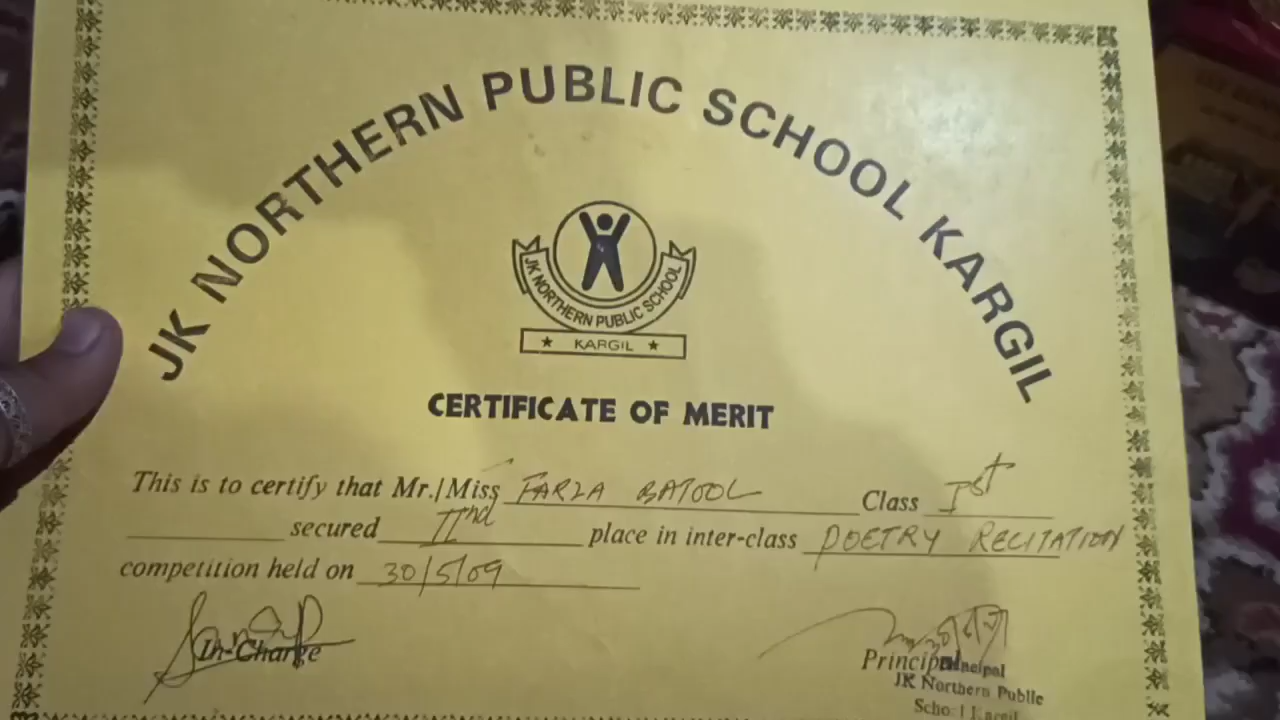 JK NORTHERN PUBLIC SCHOOL KARGIL
JK NORTHERN PUBLIC SCHOOL
★ KARGIL ★
CERTIFICATE OF MERIT
This is to certify that Mr./Miss FARZA BATOOL Class Ist
secured IInd place in inter-class POETRY RECITATION
competition held on 30/5/09
In-Charge
Principal
Principal
JK Northern Public
School Kargil